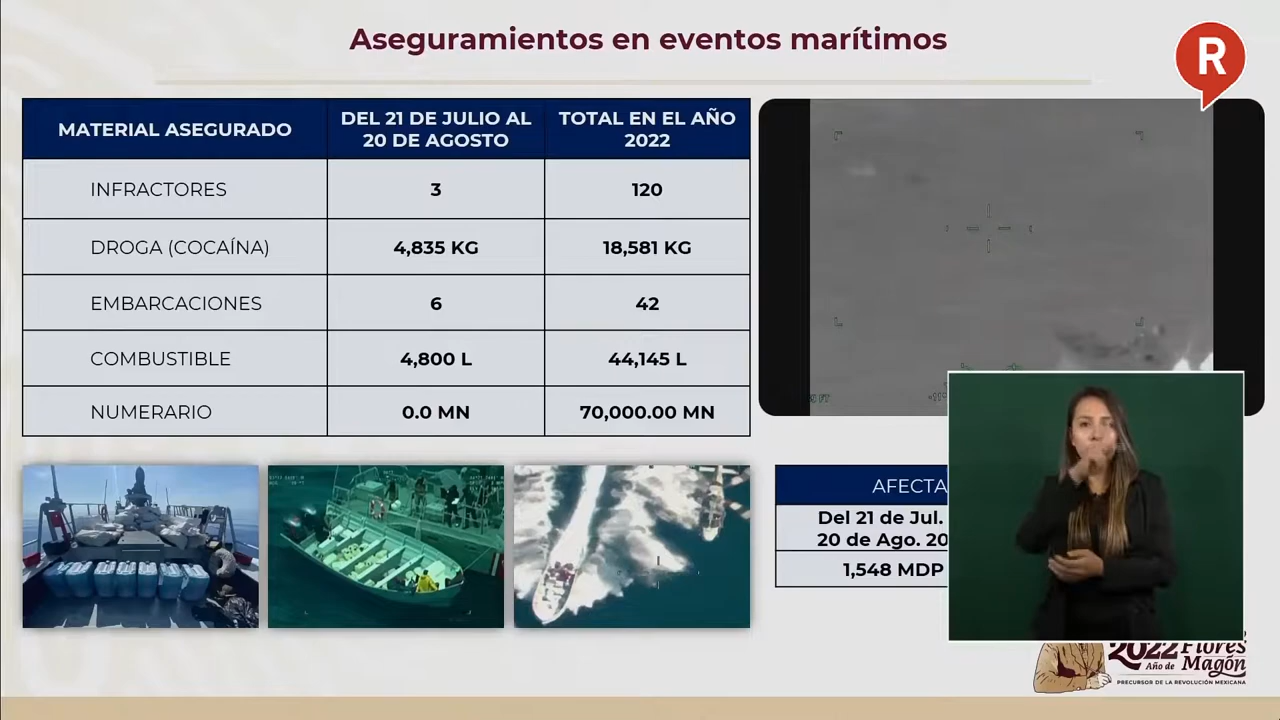 Aseguramientos en eventos marítimos
R
MATERIAL ASEGURADO
DEL 21 DE JULIO AL
20 DE AGOSTO
TOTAL EN EL AÑO
2022
INFRACTORES 3 120
DROGA (COCAÍNA) 4,835 KG 18,581 KG
EMBARCACIONES 6 42
COMBUSTIBLE 4,800 L 44,145 L
NUMERARIO 0.0 MN 70,000.00 MN
FT
AFECTA
Del 21 de Jul.
20 de Ago. 20
1,548 MDP
2022 Flores
Año de Magón
PRECURSOR DE LA REVOLUCIÓN MEXICANA